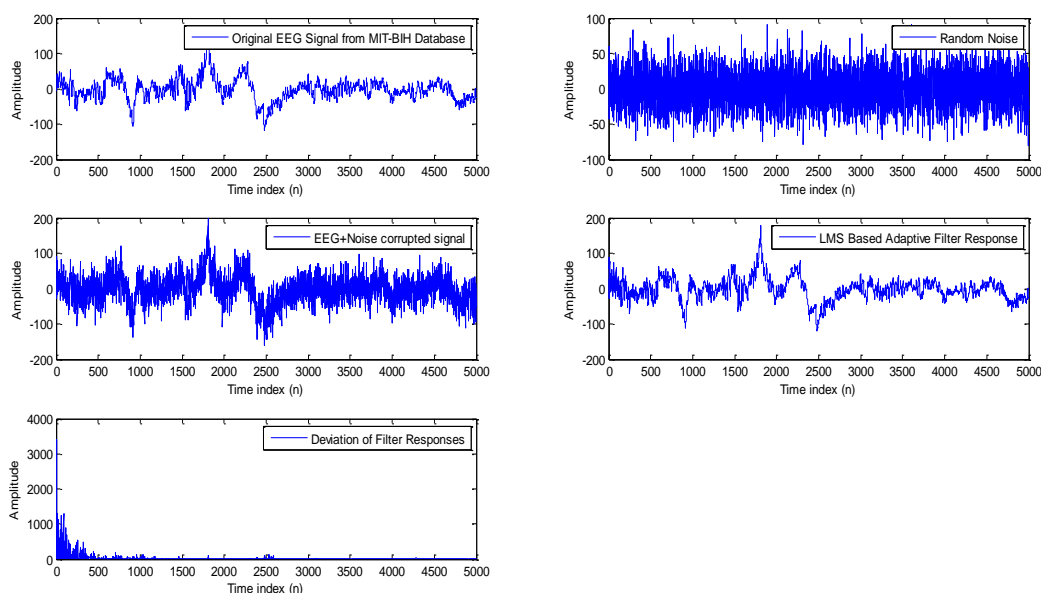 200
100
0
-100
-200
Amplitude
Original EEG Signal from MIT-BIH Database
0 500 1000 1500 2000 2500 3000 3500 4000 4500 5000
Time index (n)
100
50
0
-50
-100
Amplitude
Random Noise
0 500 1000 1500 2000 2500 3000 3500 4000 4500 5000
Time index (n)
200
100
0
-100
-200
Amplitude
EEG+Noise corrupted signal
0 500 1000 1500 2000 2500 3000 3500 4000 4500 5000
Time index (n)
200
100
0
-100
-200
Amplitude
LMS Based Adaptive Filter Response
0 500 1000 1500 2000 2500 3000 3500 4000 4500 5000
Time index (n)
4000
3000
2000
1000
0
Amplitude
Deviation of Filter Responses
0 500 1000 1500 2000 2500 3000 3500 4000 4500 5000
Time index (n)